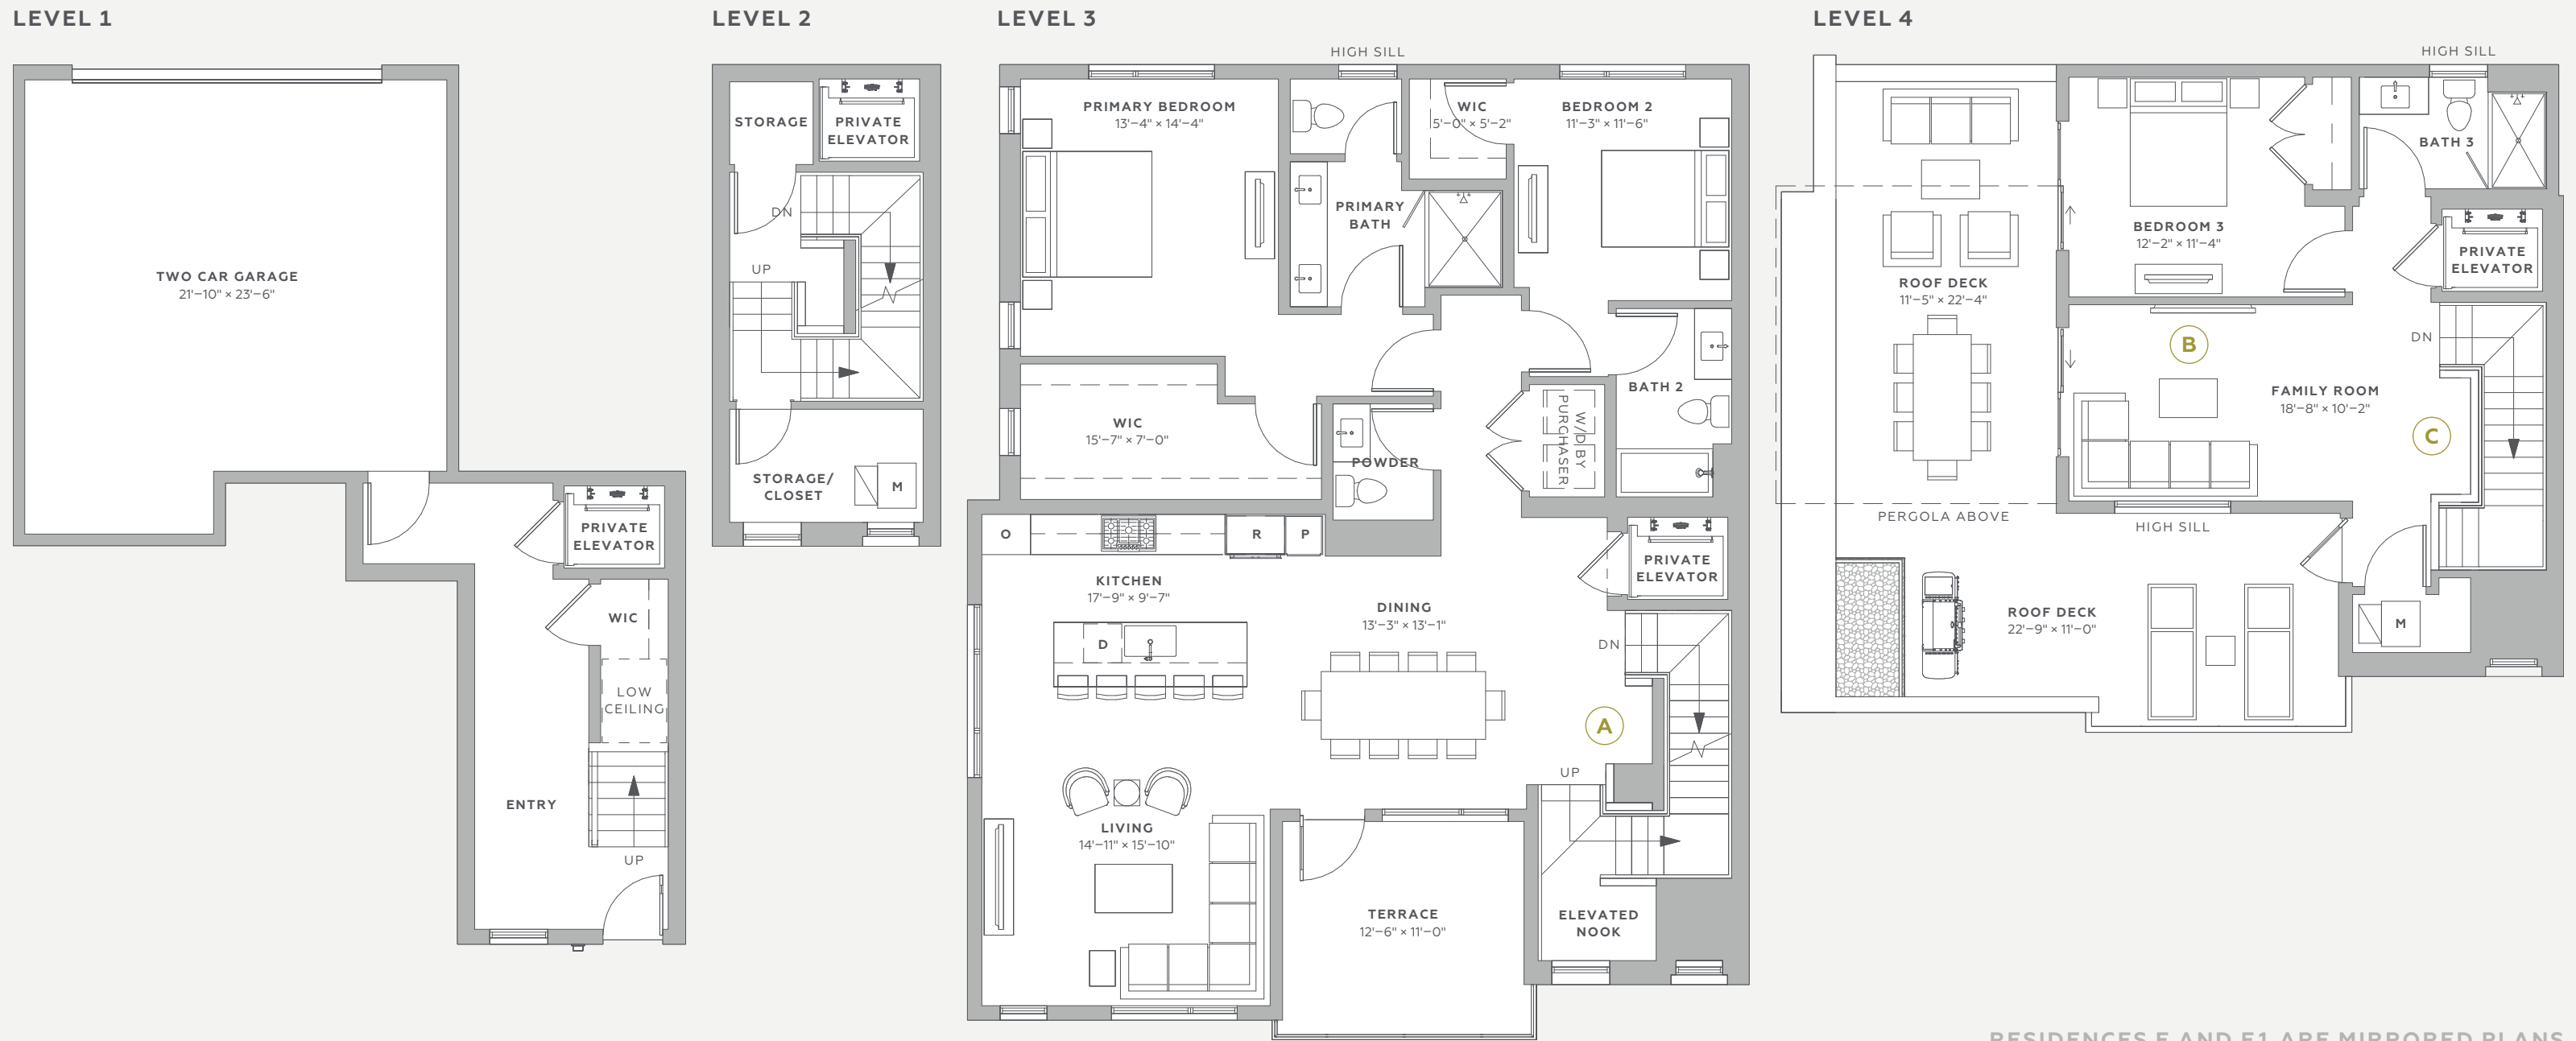 LEVEL 1
TWO CAR GARAGE
21'–10" × 23'–6"
PRIVATE
ELEVATOR
WIC
LOW
CEILING
ENTRY
UP
LEVEL 2
STORAGE
PRIVATE
ELEVATOR
DN
UP
STORAGE/
CLOSET
M
LEVEL 3
HIGH SILL
PRIMARY BEDROOM
13'–4" × 14'–4"
WIC
5'–0" × 5'–2"
BEDROOM 2
11'–3" × 11'–6"
PRIMARY
BATH
BATH 2
WIC
15'–7" × 7'–0"
POWDER
W/D BY
PURCHASER
O
R
P
PRIVATE
ELEVATOR
KITCHEN
17'–9" × 9'–7"
D
DINING
13'–3" × 13'–1"
DN
A
UP
LIVING
14'–11" × 15'–10"
TERRACE
12'–6" × 11'–0"
ELEVATED
NOOK
LEVEL 4
HIGH SILL
BATH 3
BEDROOM 3
12'–2" × 11'–4"
PRIVATE
ELEVATOR
ROOF DECK
11'–5" × 22'–4"
B
DN
FAMILY ROOM
18'–8" × 10'–2"
C
PERGOLA ABOVE
HIGH SILL
ROOF DECK
22'–9" × 11'–0"
M
RESIDENCES E AND E1 ARE MIRRORED PLANS